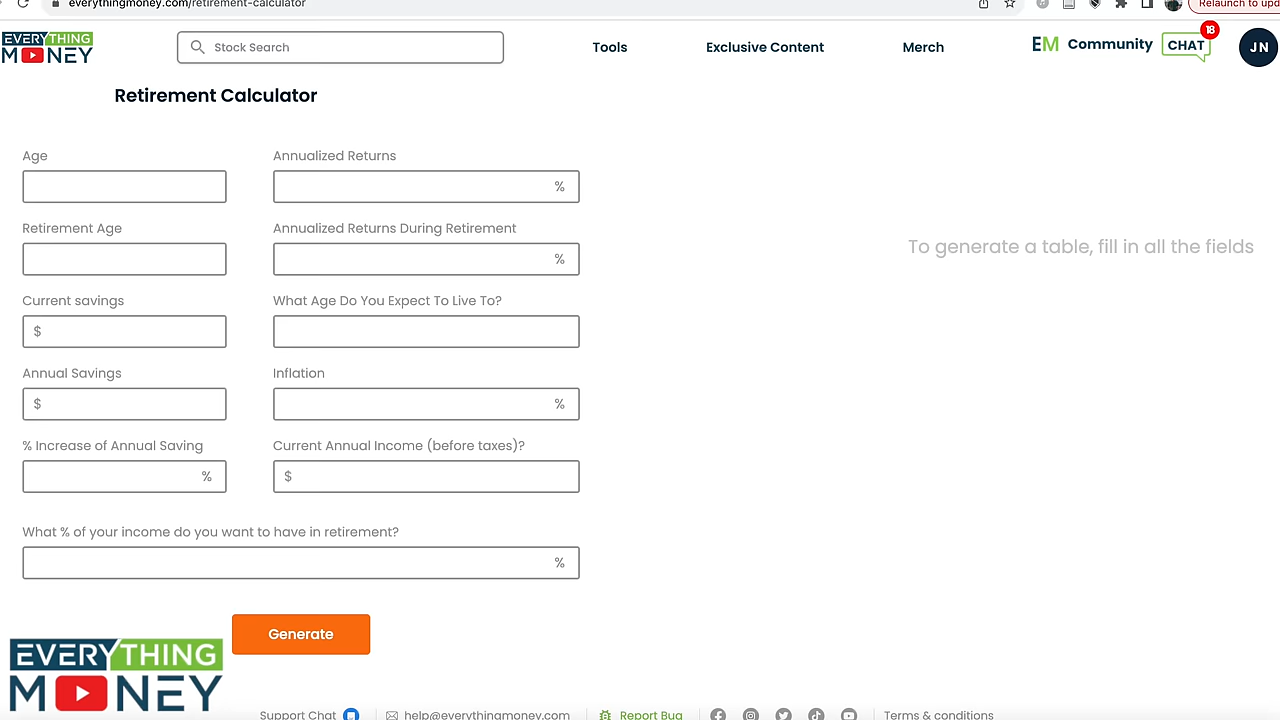 everythingmoney.com/retirement-calculator
Relaunch to upd
EVERYTHING
MONEY
Stock Search
Tools
Exclusive Content
Merch
EM Community
CHAT
18
JN
Retirement Calculator
Age
Annualized Returns
%
Retirement Age
Annualized Returns During Retirement
%
To generate a table, fill in all the fields
Current savings
What Age Do You Expect To Live To?
$
Annual Savings
Inflation
$
%
% Increase of Annual Saving
Current Annual Income (before taxes)?
%
$
What % of your income do you want to have in retirement?
%
Generate
EVERYTHING
MONEY
Support Chat
help@everythingmoney.com
Report Bug
Terms & conditions